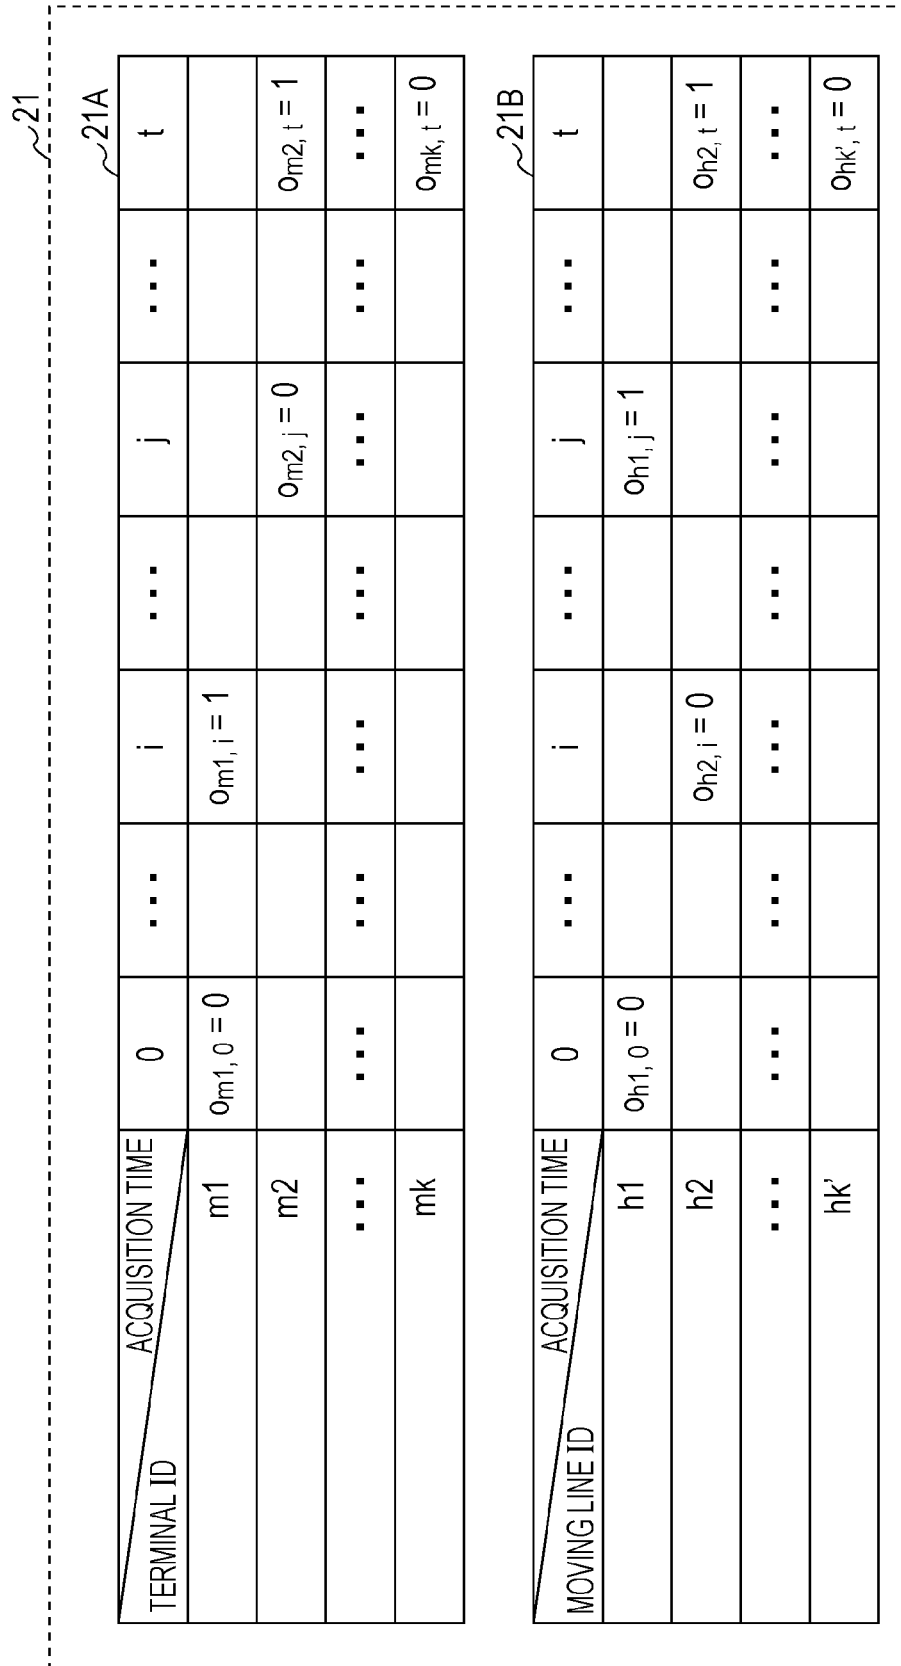 21
21A
ACQUISITION TIME 0 ... i ... j ... t
TERMINAL ID
m1 om1, 0 = 0 om1, i = 1
m2 om2, j = 0 om2, t = 1
... ... ... ... ... ... ... ...
mk omk, t = 0
21B
ACQUISITION TIME 0 ... i ... j ... t
MOVING LINE ID
h1 oh1, 0 = 0 oh1, j = 1
h2 oh2, i = 0 oh2, t = 1
... ... ... ... ... ... ... ...
hk' ohk', t = 0